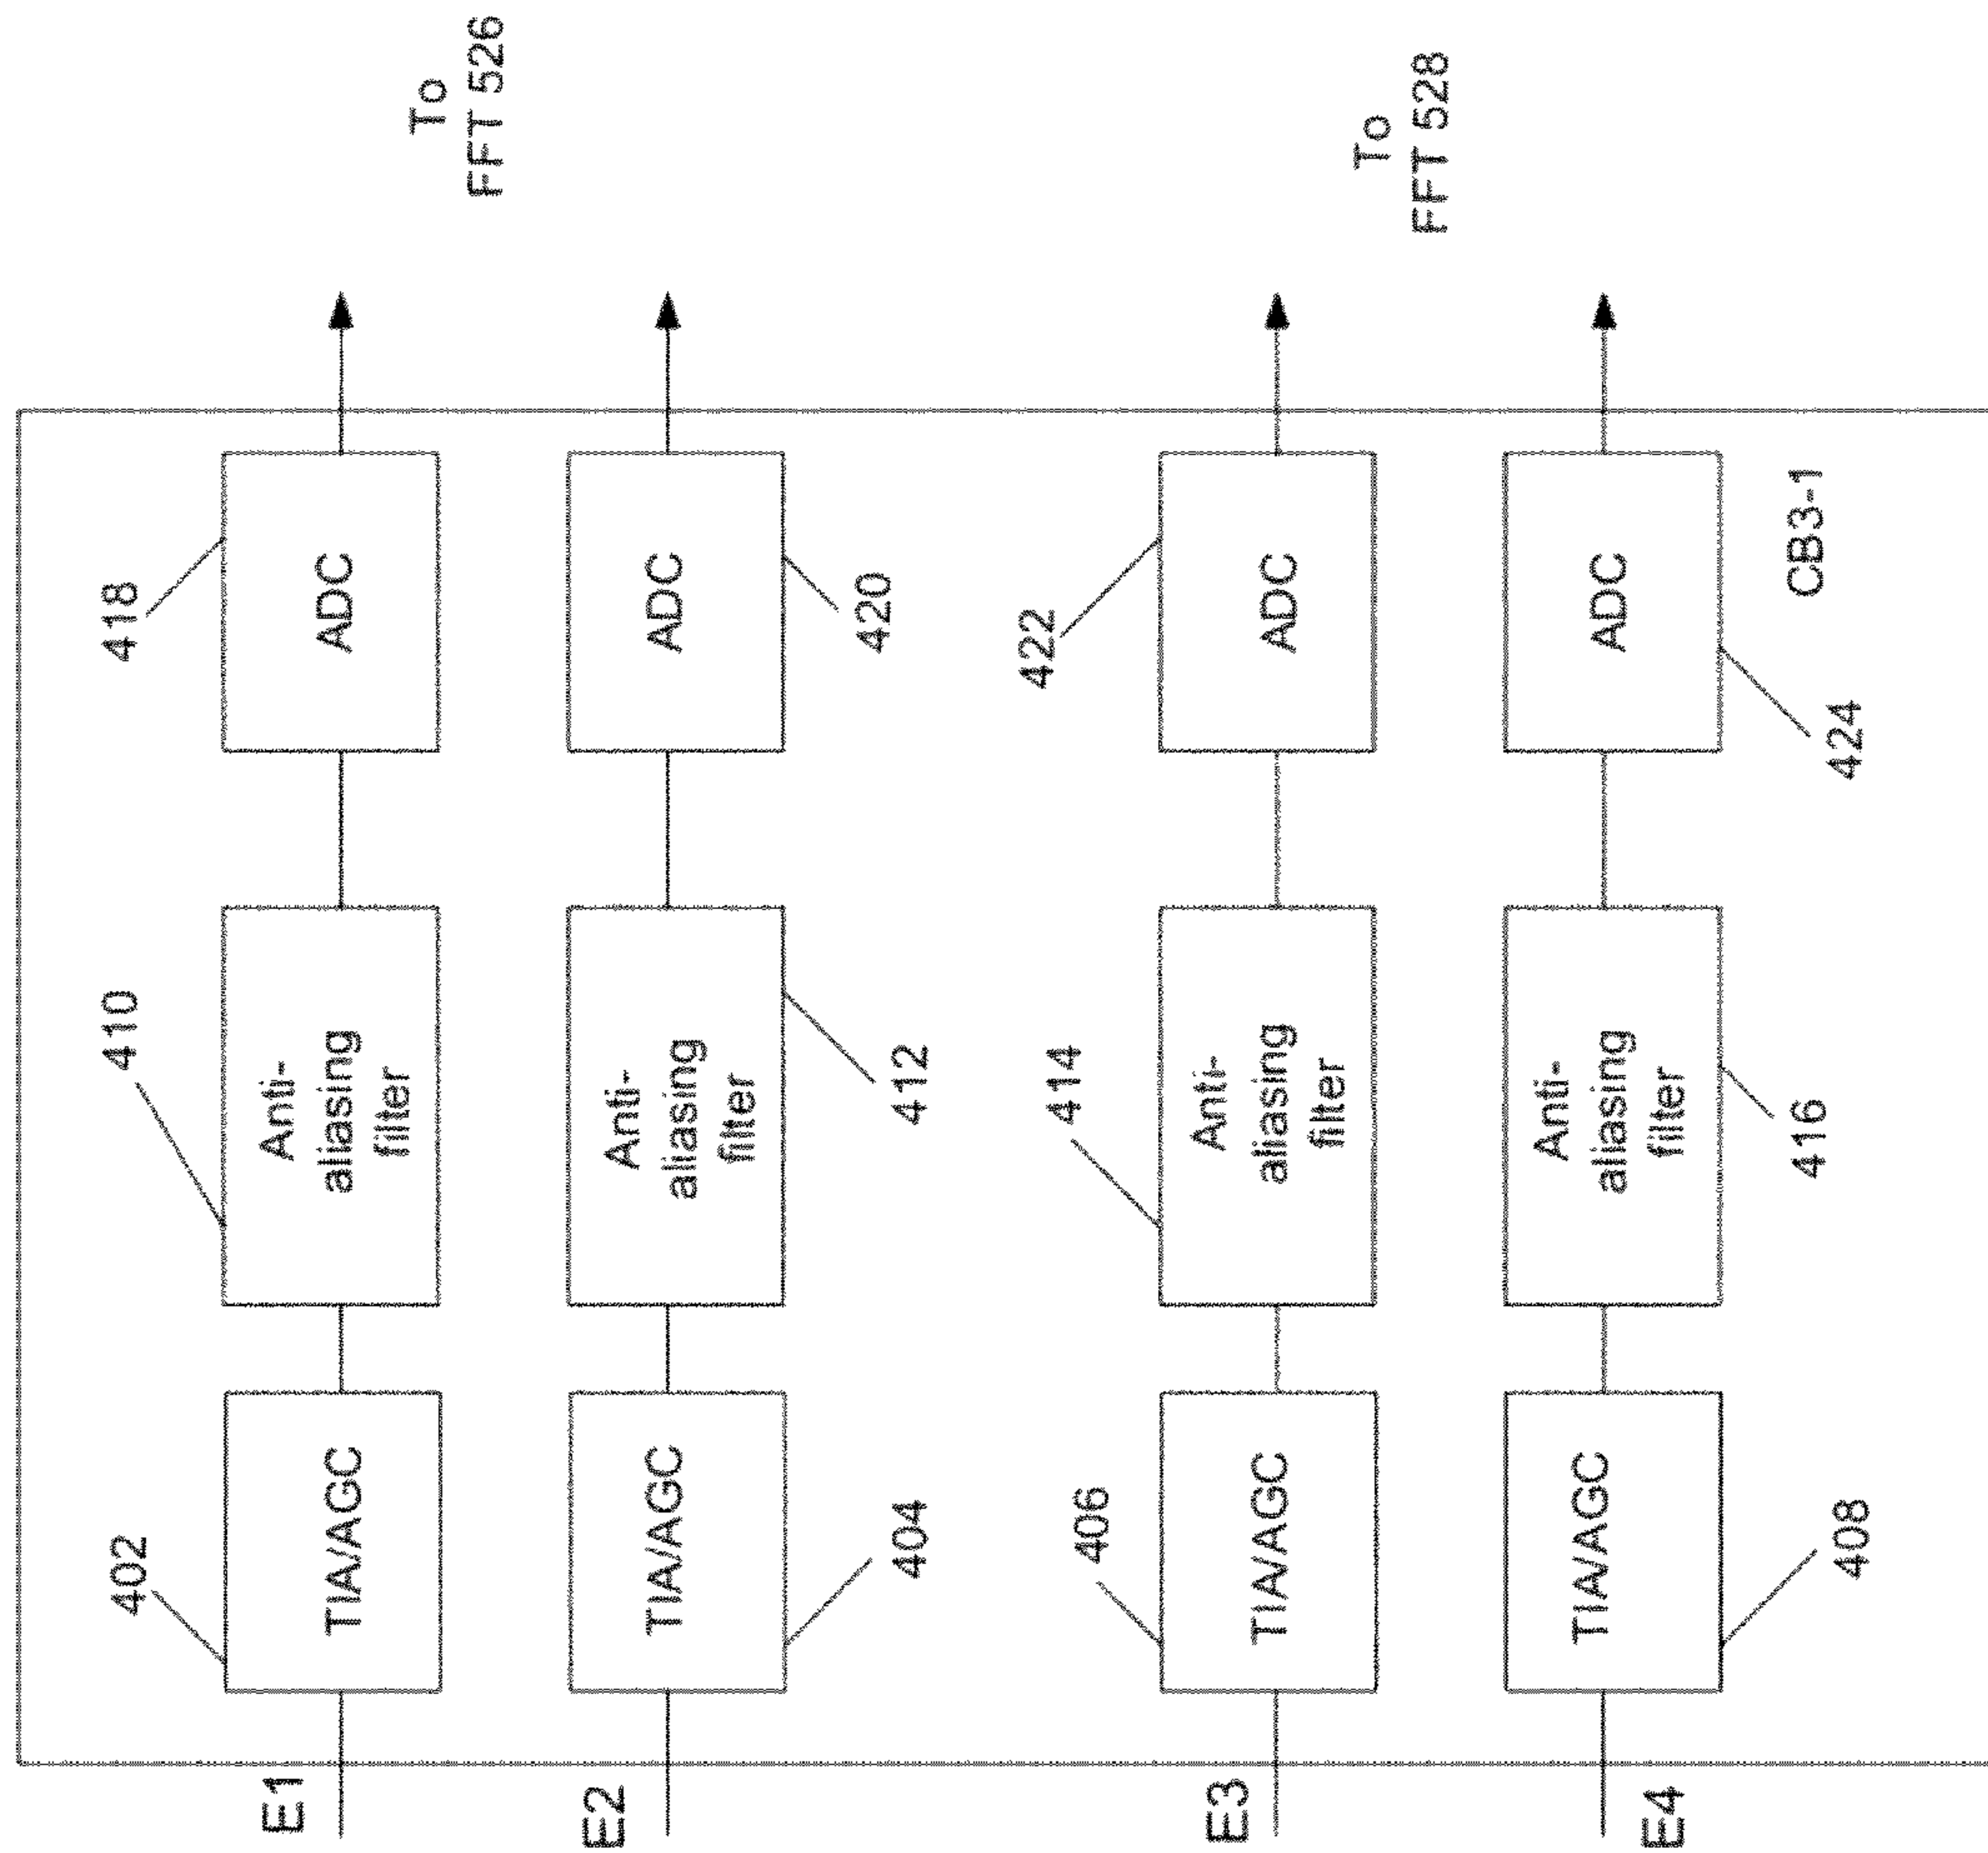 E1
402
TIA/AGC
410
Anti-
aliasing
filter
418
ADC
To
FFT 526
E2
TIA/AGC
404
Anti-
aliasing
filter
412
ADC
420
E3
406
TIA/AGC
414
Anti-
aliasing
filter
422
ADC
To
FFT 528
E4
TIA/AGC
408
Anti-
aliasing
filter
416
ADC
424
CB3-1